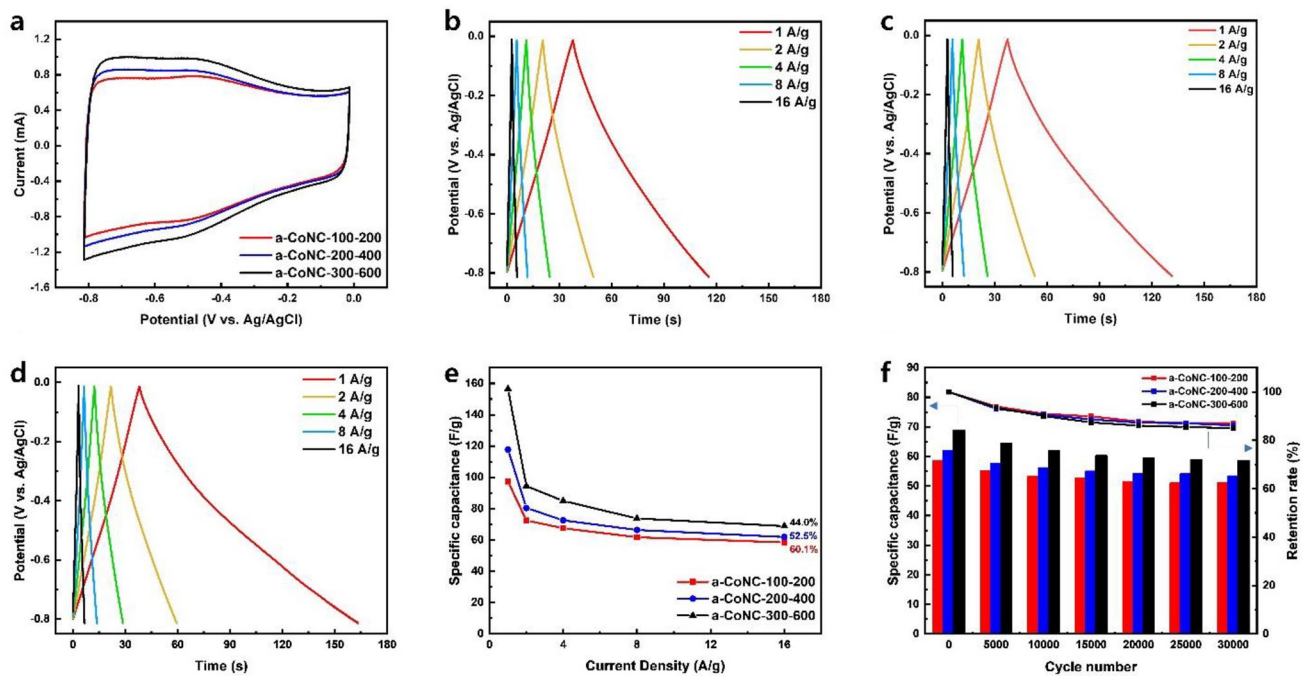 a
1.2
0.8
0.4
0.0
-0.4
-0.8
-1.2
-1.6
Current (mA)
a-CoNC-100-200
a-CoNC-200-400
a-CoNC-300-600
-0.8
-0.6
-0.4
-0.2
0.0
Potential (V vs. Ag/AgCl)
b
0.0
-0.2
-0.4
-0.6
-0.8
Potential (V vs. Ag/AgCl)
1 A/g
2 A/g
4 A/g
8 A/g
16 A/g
0
30
60
90
120
150
180
Time (s)
c
0.0
-0.2
-0.4
-0.6
-0.8
Potential (V vs. Ag/AgCl)
1 A/g
2 A/g
4 A/g
8 A/g
16 A/g
0
30
60
90
120
150
180
Time (s)
d
0.0
-0.2
-0.4
-0.6
-0.8
Potential (V vs. Ag/AgCl)
1 A/g
2 A/g
4 A/g
8 A/g
16 A/g
0
30
60
90
120
150
180
Time (s)
e
160
140
120
100
80
60
40
20
0
Specific capacitance (F/g)
44.0%
52.5%
60.1%
a-CoNC-100-200
a-CoNC-200-400
a-CoNC-300-600
0
4
8
12
16
Current Density (A/g)
f
90
80
70
60
50
40
30
20
10
0
Specific capacitance (F/g)
a-CoNC-100-200
a-CoNC-200-400
a-CoNC-300-600
100
80
60
40
20
0
Retention rate (%)
0
5000
10000
15000
20000
25000
30000
Cycle number